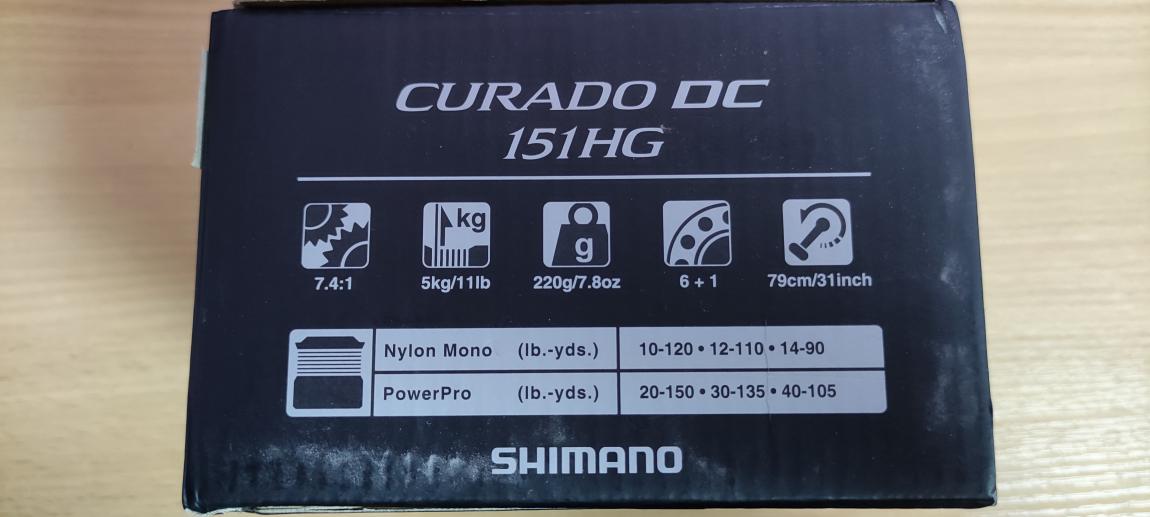 CURADO DC
151HG
kg
g
7.4:1 5kg/11lb 220g/7.8oz 6 + 1 79cm/31inch
Nylon Mono (lb.-yds.) 10-120 • 12-110 • 14-90
PowerPro (lb.-yds.) 20-150 • 30-135 • 40-105
SHIMANO